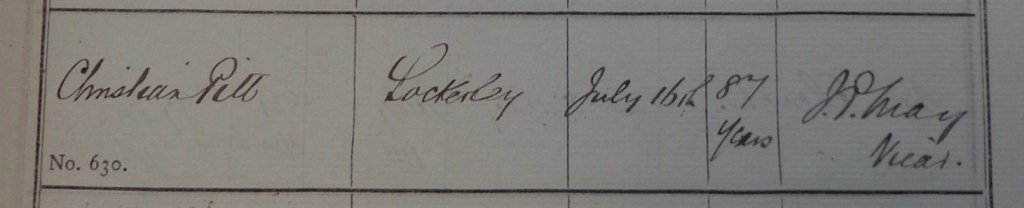 Christian Pitt
Lockerley
July 16th
87
years
J.P. May
Vicar.
No. 630.